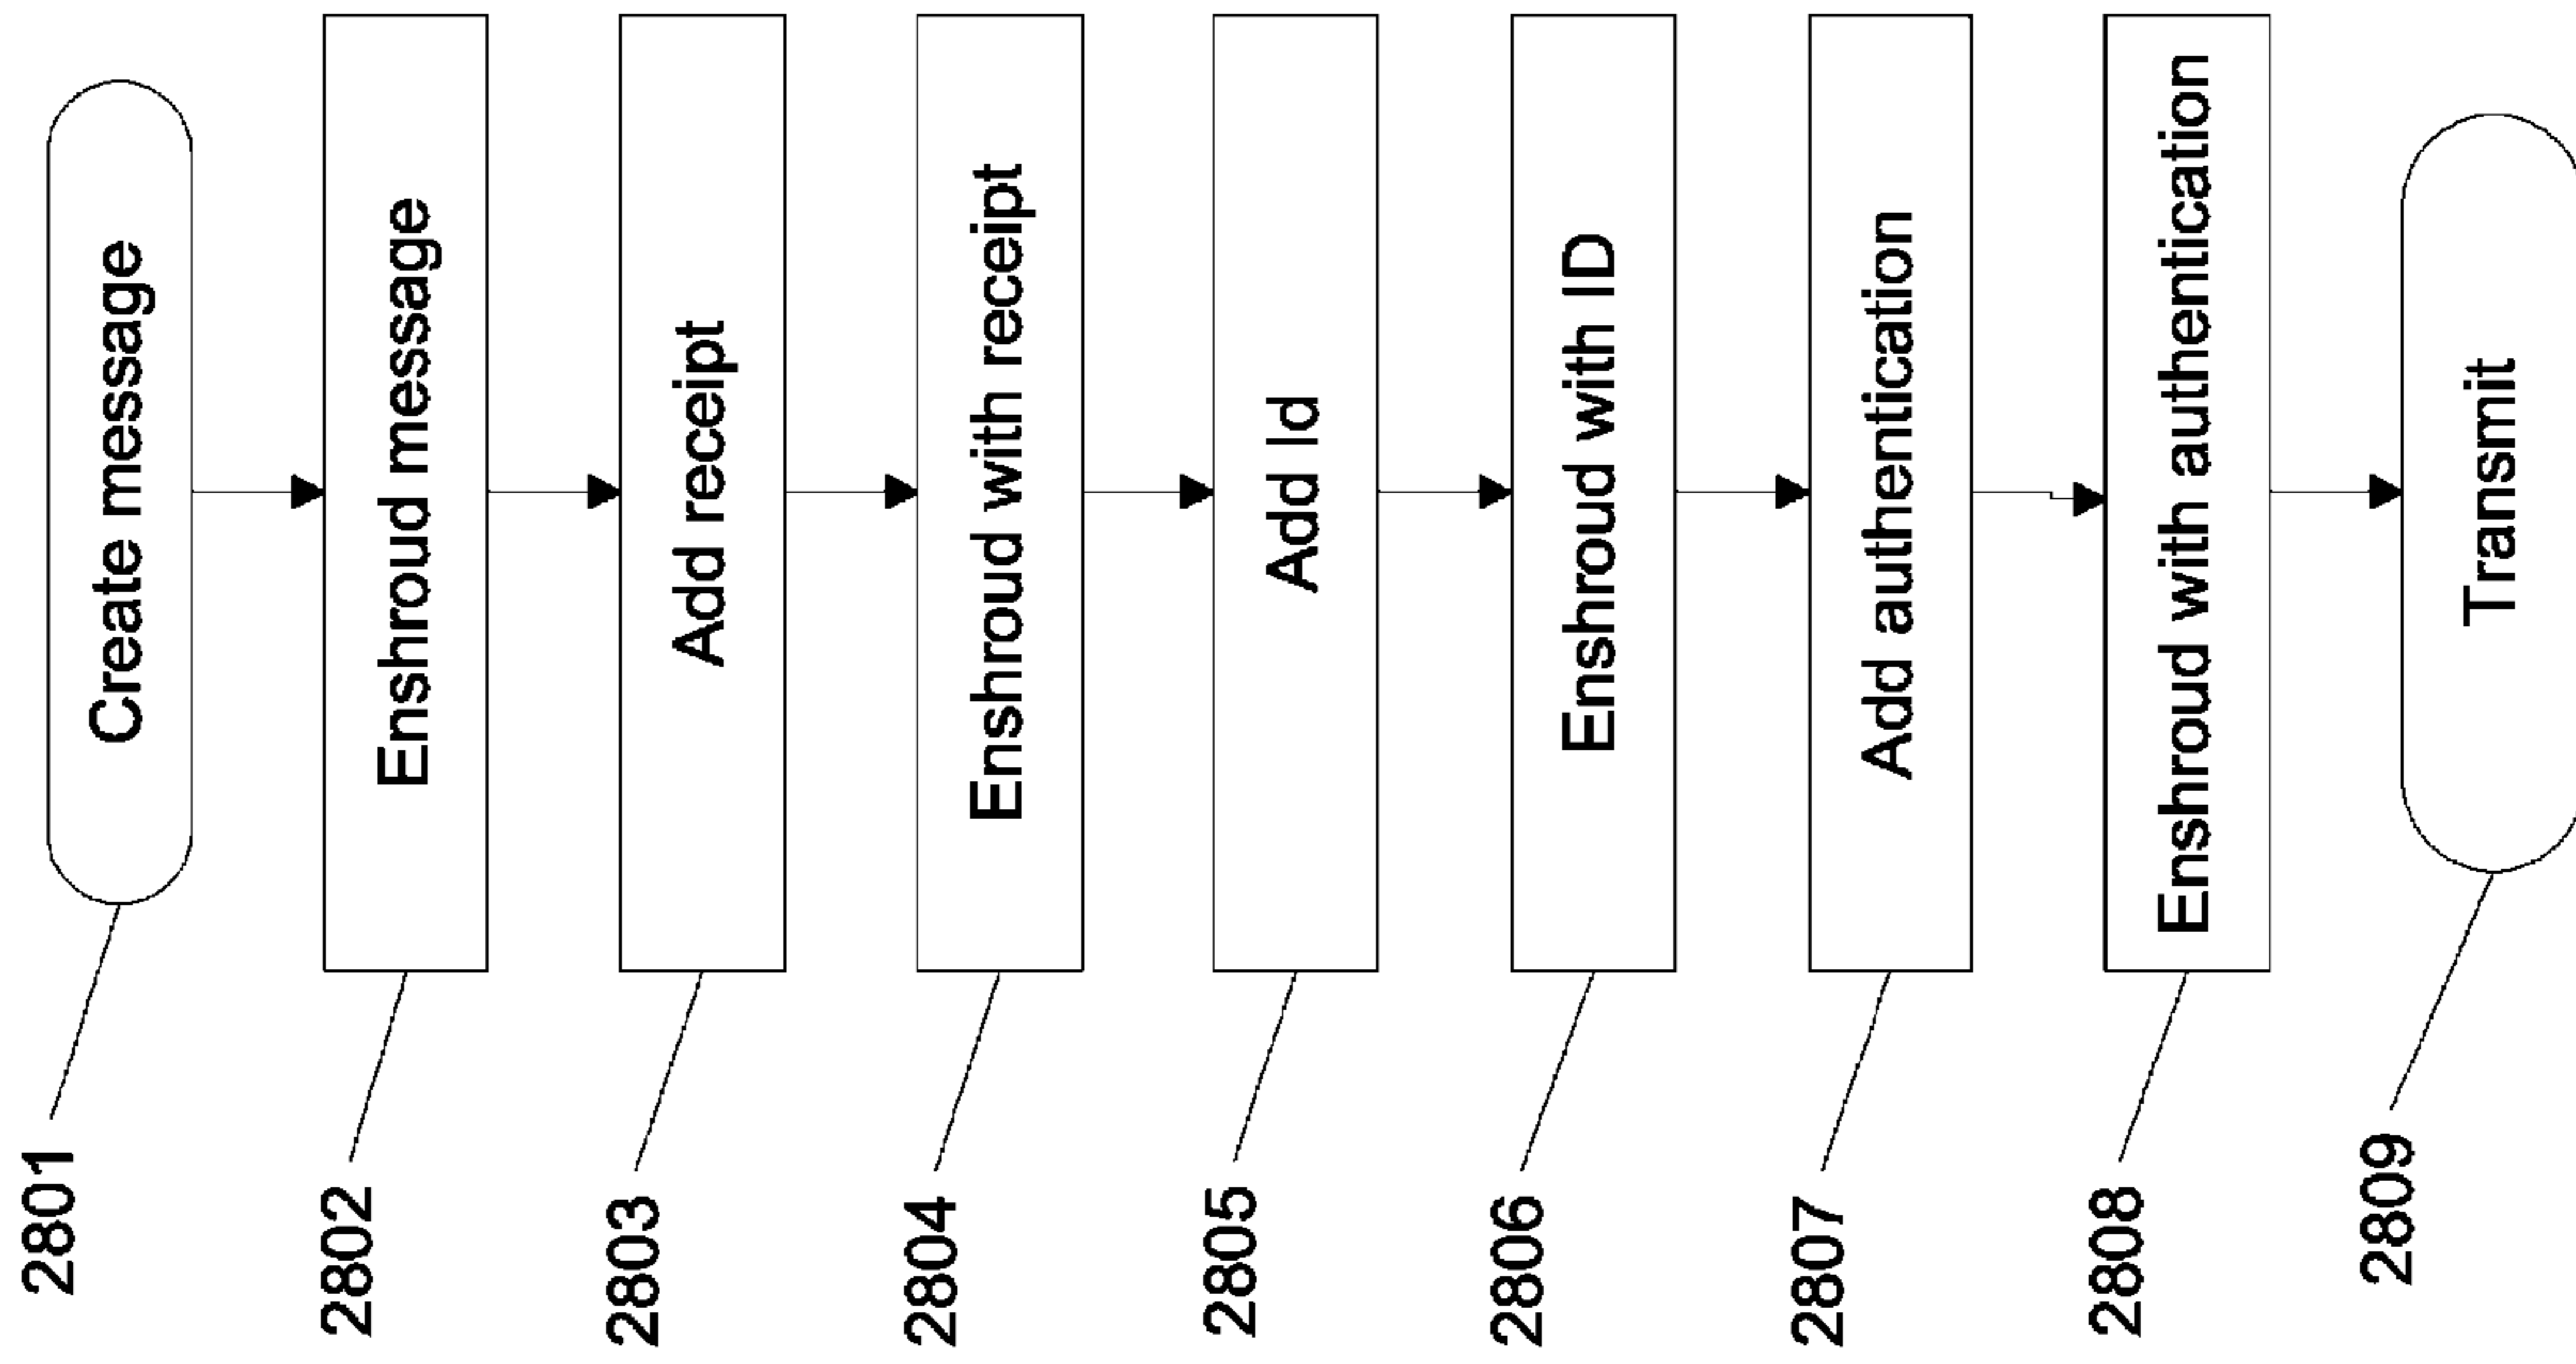 2801
Create message
2802
Enshroud message
2803
Add receipt
2804
Enshroud with receipt
2805
Add Id
2806
Enshroud with ID
2807
Add authentication
2808
Enshroud with authentication
2809
Transmit